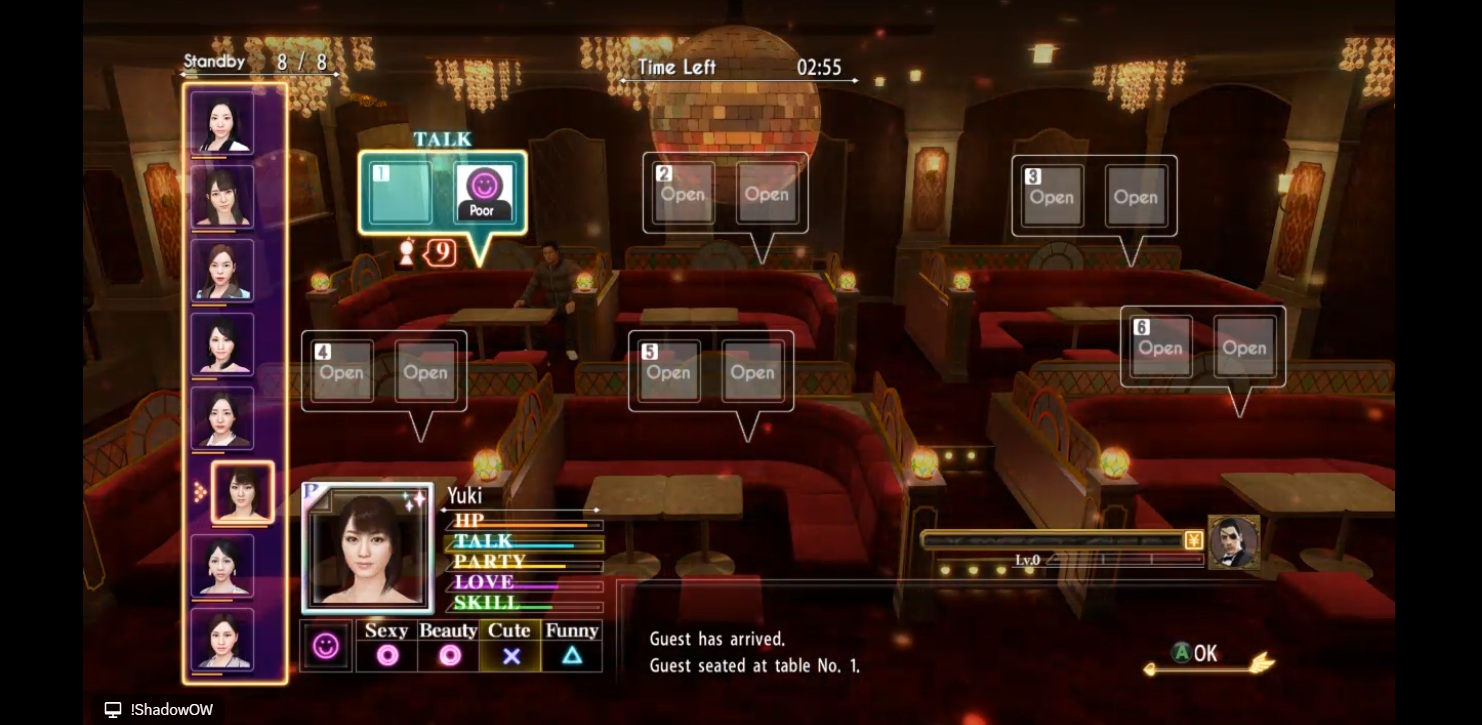 Standby 8 / 8
Time Left 02:55
TALK
1
Poor
9
2
Open Open
3
Open Open
4
Open Open
5
Open Open
6
Open Open
P
Yuki
HP
TALK
PARTY
LOVE
SKILL
Sexy Beauty Cute Funny
¥
Lv.0
Guest has arrived.
Guest seated at table No. 1.
A OK
!ShadowOW